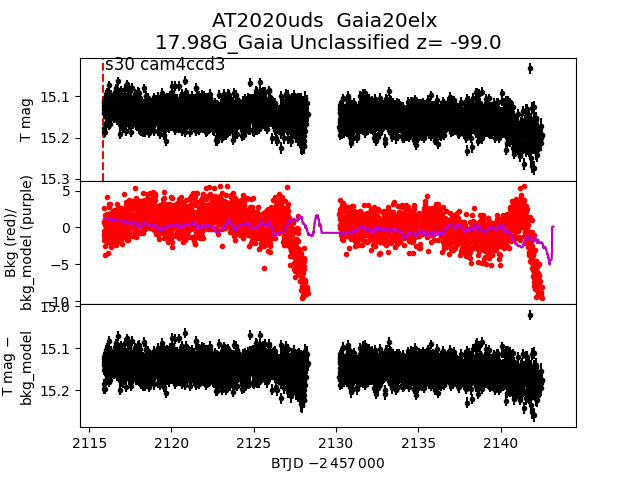 AT2020uds  Gaia20elx
17.98G_Gaia Unclassified z= -99.0
s30 cam4ccd3
T mag
15.1
15.2
15.3
Bkg (red)/
bkg_model (purple)
5
0
−5
−10
T mag −
bkg_model
15.0
15.1
15.2
2115
2120
2125
2130
2135
2140
BTJD −2 457 000